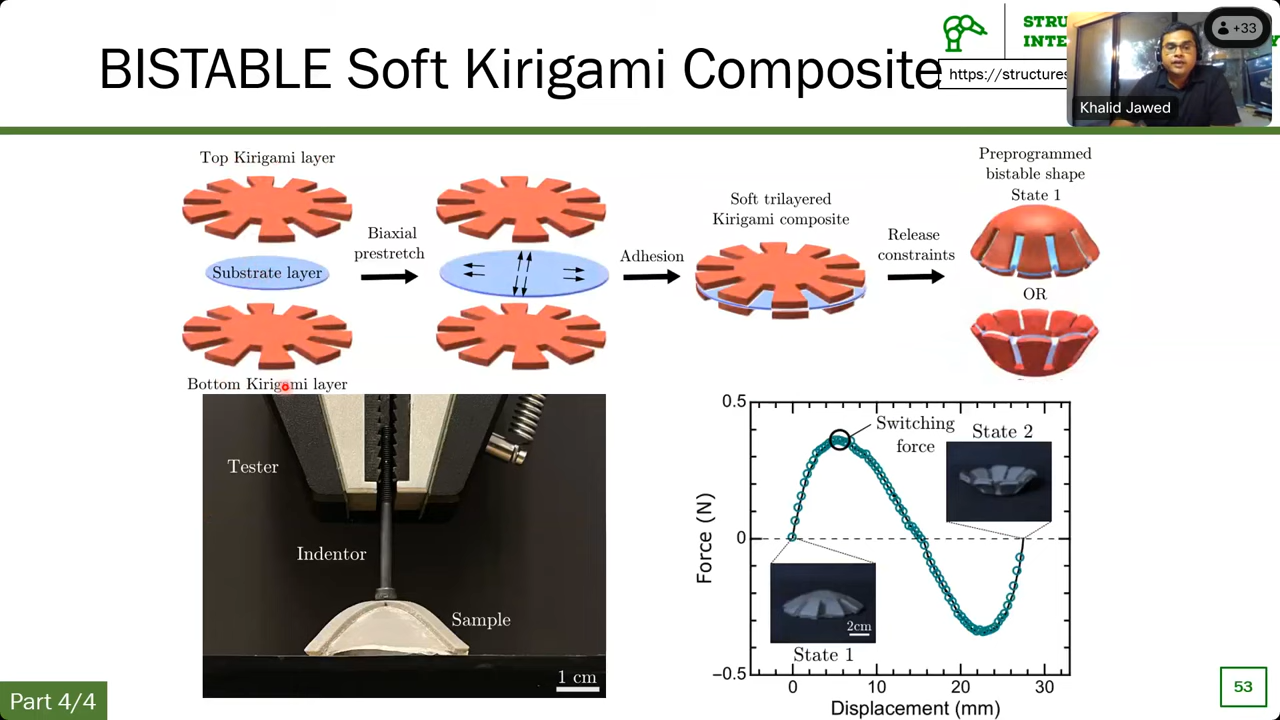 BISTABLE Soft Kirigami Composite
https://structures
+33
Khalid Jawed
Top Kirigami layer
Substrate layer
Bottom Kirigami layer
Biaxial
prestretch
Adhesion
Soft trilayered
Kirigami composite
Release
constraints
Preprogrammed
bistable shape
State 1
OR
Tester
Indentor
Sample
1 cm
0.5
0
−0.5
Force (N)
Switching
force
State 2
2cm
State 1
0
10
20
30
Displacement (mm)
Part 4/4
53